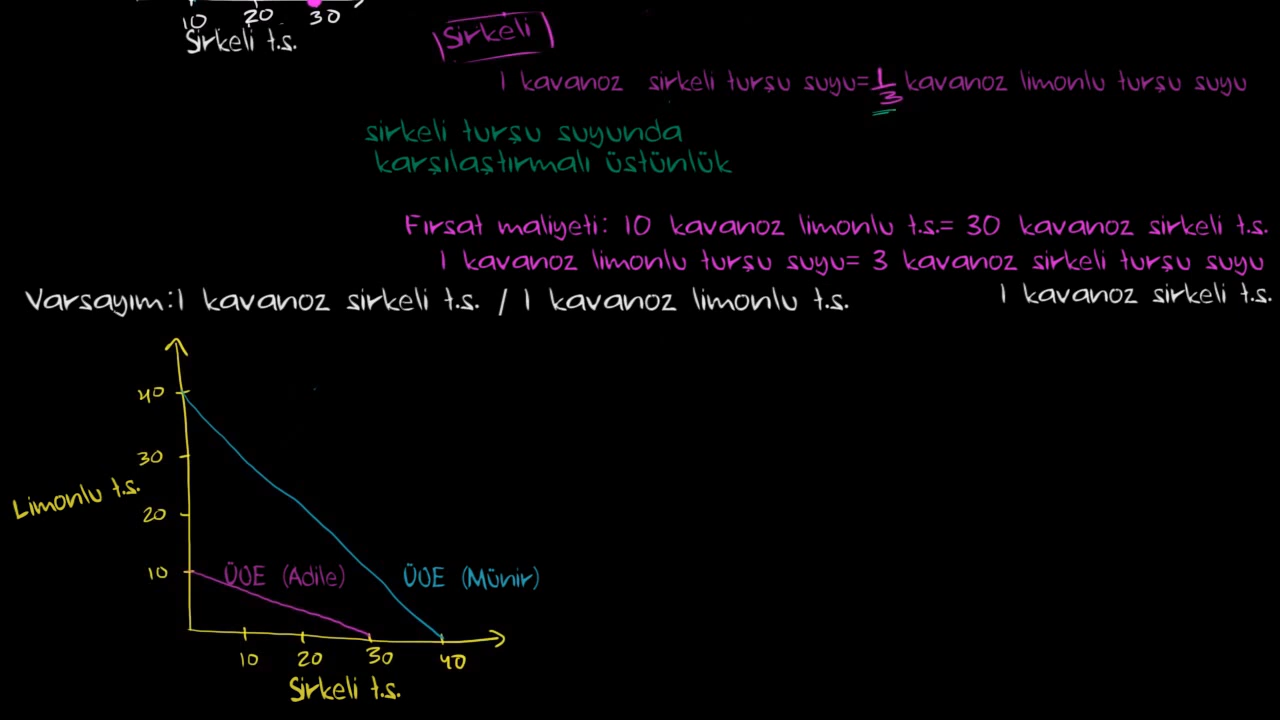 10 20 30
Sirkeli t.s.
Sirkeli
1 kavanoz sirkeli turşu suyu=1/3 kavanoz limonlu turşu suyu
sirkeli turşu suyunda
karşılaştırmalı üstünlük
Fırsat maliyeti: 10 kavanoz limonlu t.s.= 30 kavanoz sirkeli t.s.
1 kavanoz limonlu turşu suyu= 3 kavanoz sirkeli turşu suyu
Varsayım:1 kavanoz sirkeli t.s. / 1 kavanoz limonlu t.s.
1 kavanoz sirkeli t.s.
40
30
Limonlu t.s.
20
10
ÜOE (Adile)
ÜOE (Münir)
10 20 30 40
Sirkeli t.s.